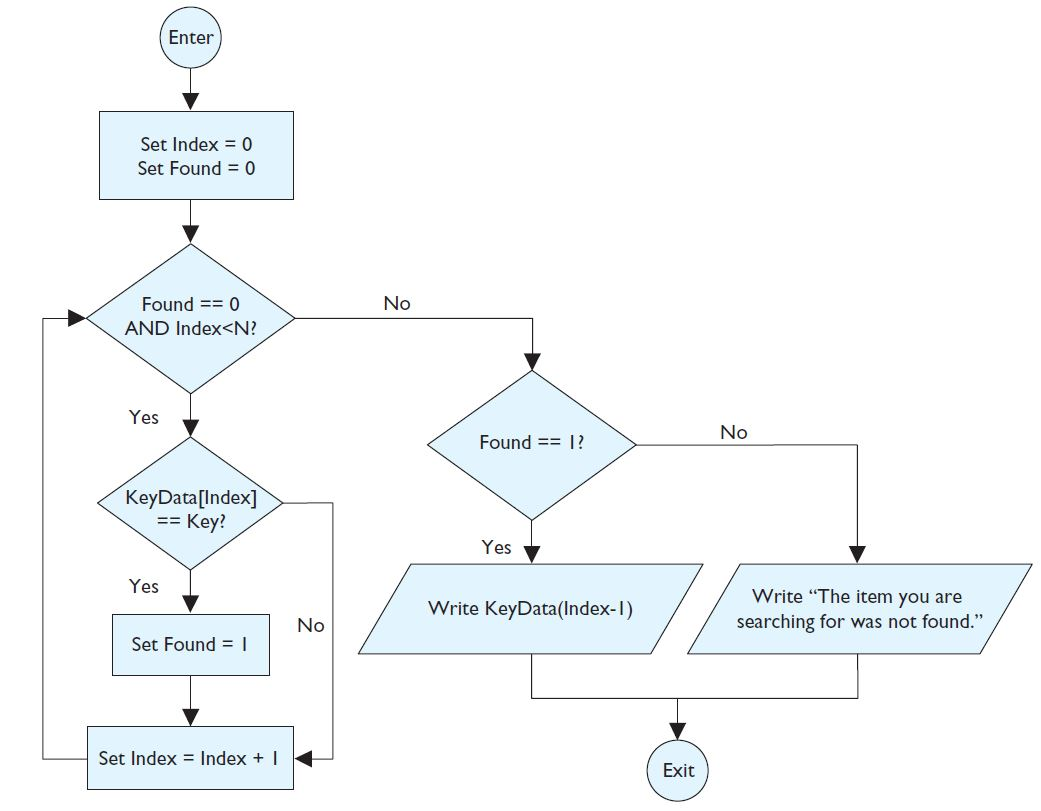 Enter
Set Index = 0
Set Found = 0
Found == 0
AND Index<N?
No
Yes
KeyData[Index]
== Key?
Yes
No
Set Found = 1
Set Index = Index + 1
Found == 1?
No
Yes
Write KeyData(Index-1)
Write “The item you are
searching for was not found.”
Exit